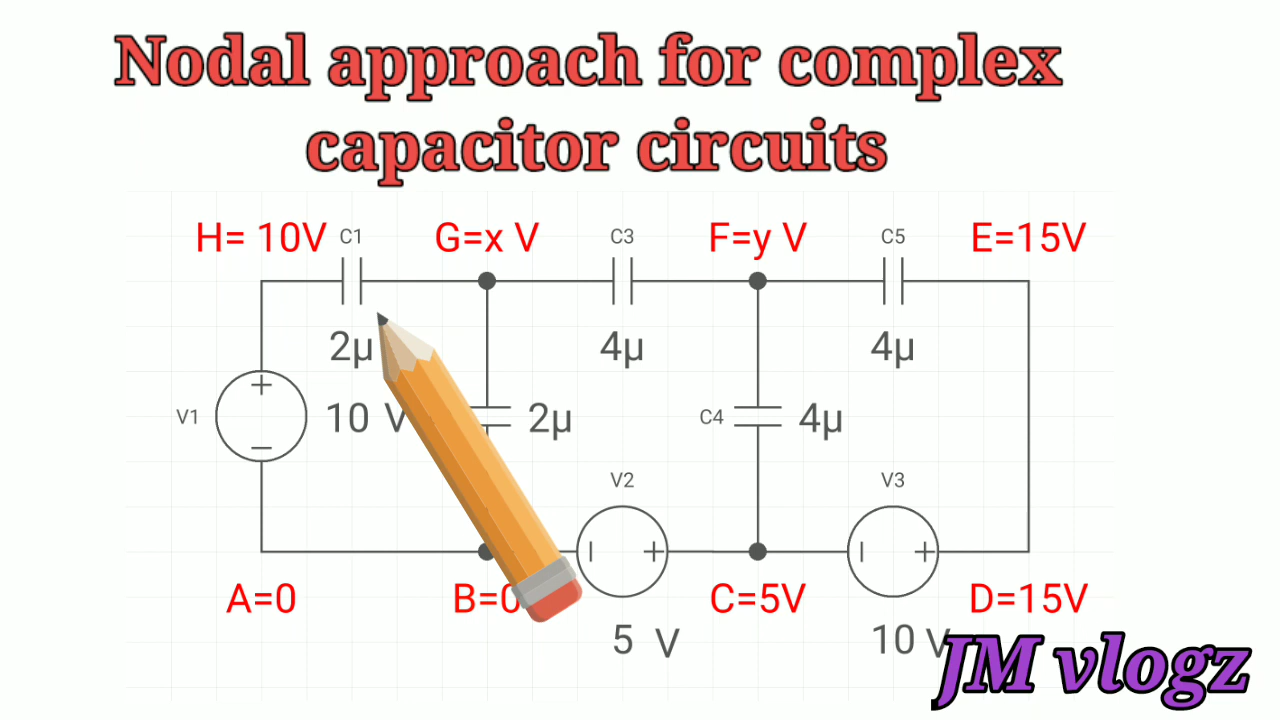 Nodal approach for complex
capacitor circuits
H= 10V C1 G=x V C3 F=y V C5 E=15V
2µ 4µ 4µ
+
V1 10 V 2µ C4 4µ
−
V2 V3
− + − +
A=0 B=0 C=5V D=15V
5 V 10 V
JM vlogz